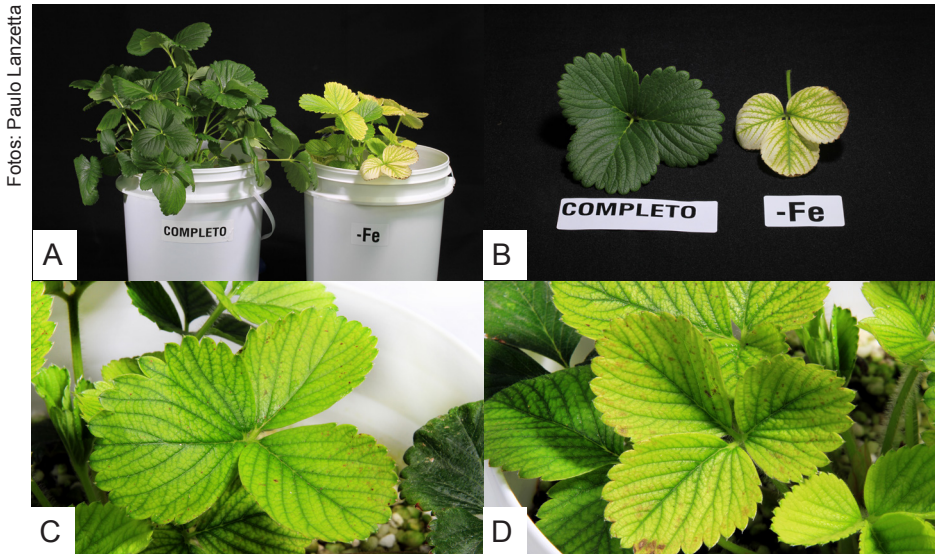 Fotos: Paulo Lanzetta
COMPLETO
-Fe
A
COMPLETO
-Fe
B
C
D